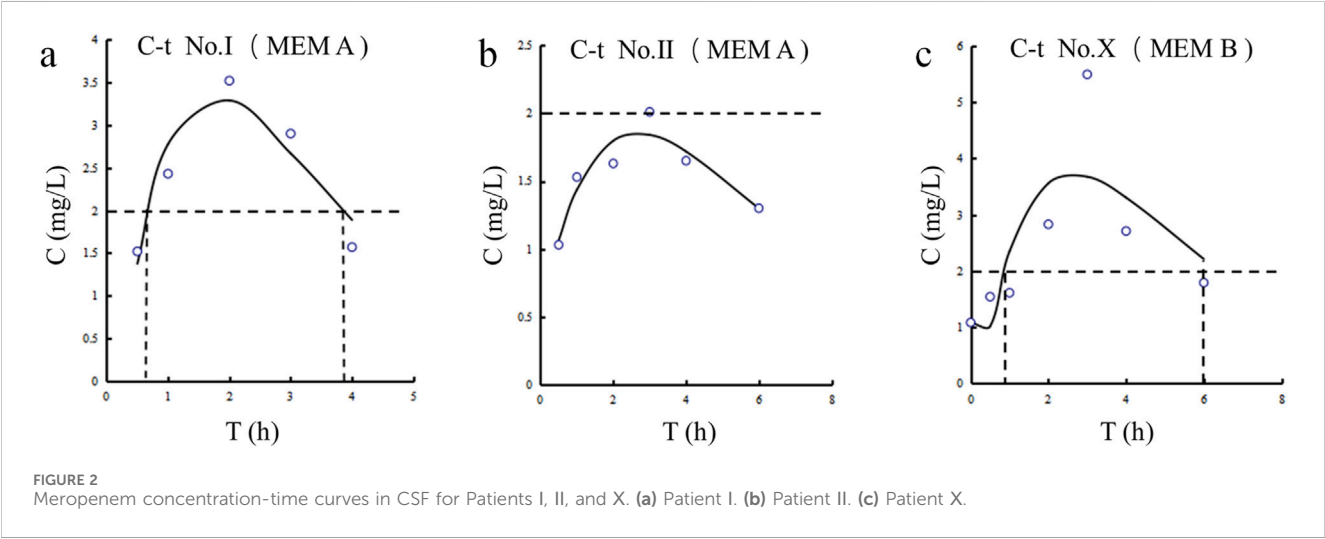 a
C-t No.I ( MEM A )
C (mg/L)
4
3.5
3
2.5
2
1.5
1
0.5
0
0 1 2 3 4 5
T (h)
b
C-t No.II ( MEM A )
C (mg/L)
2.5
2
1.5
1
0.5
0
0 2 4 6 8
T (h)
c
C-t No.X ( MEM B )
C (mg/L)
6
5
4
3
2
1
0
0 2 4 6 8
T (h)
FIGURE 2
Meropenem concentration-time curves in CSF for Patients I, II, and X. (a) Patient I. (b) Patient II. (c) Patient X.